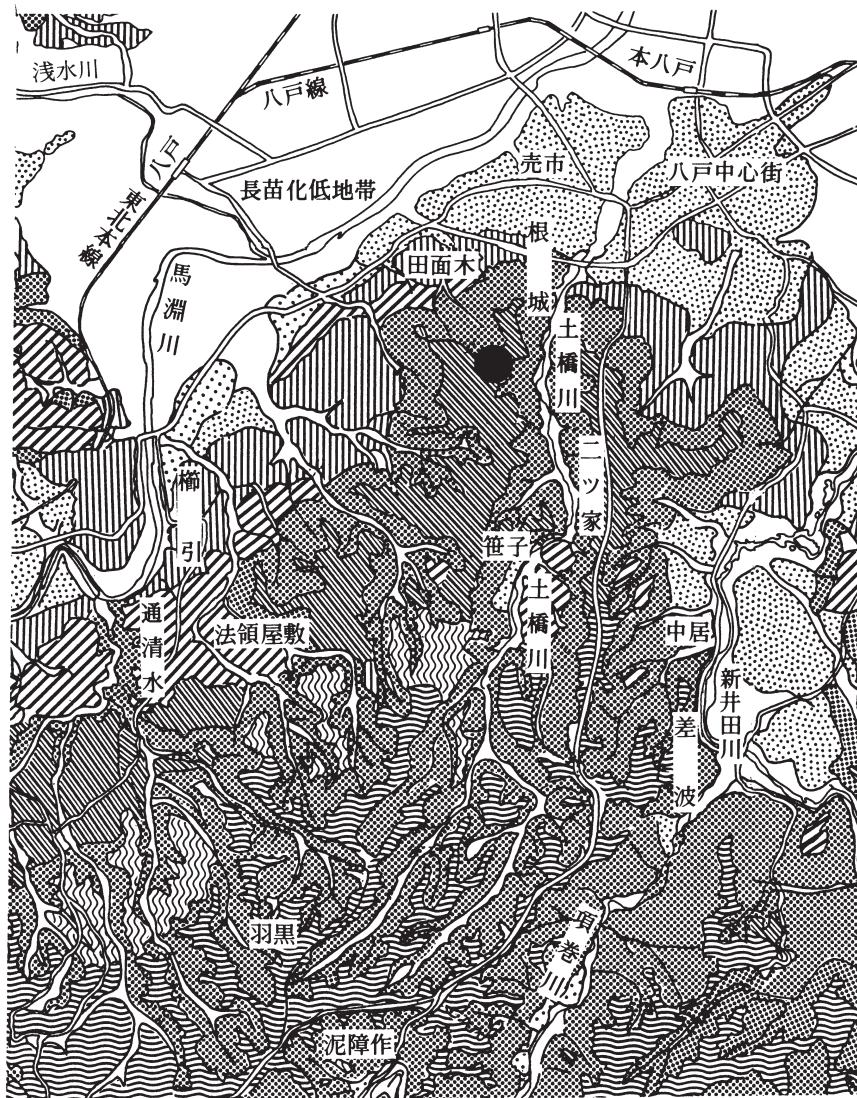 浅水川
八戸線
本八戸
八戸
東北本線
長苗化低地帯
売市
八戸中心街
馬淵川
田面木
根城
土橋川
二ツ家
櫛引
笹子
土橋川
通清水
法領屋敷
中居
新井田川
差波
羽黒
頃巻川
泥障作